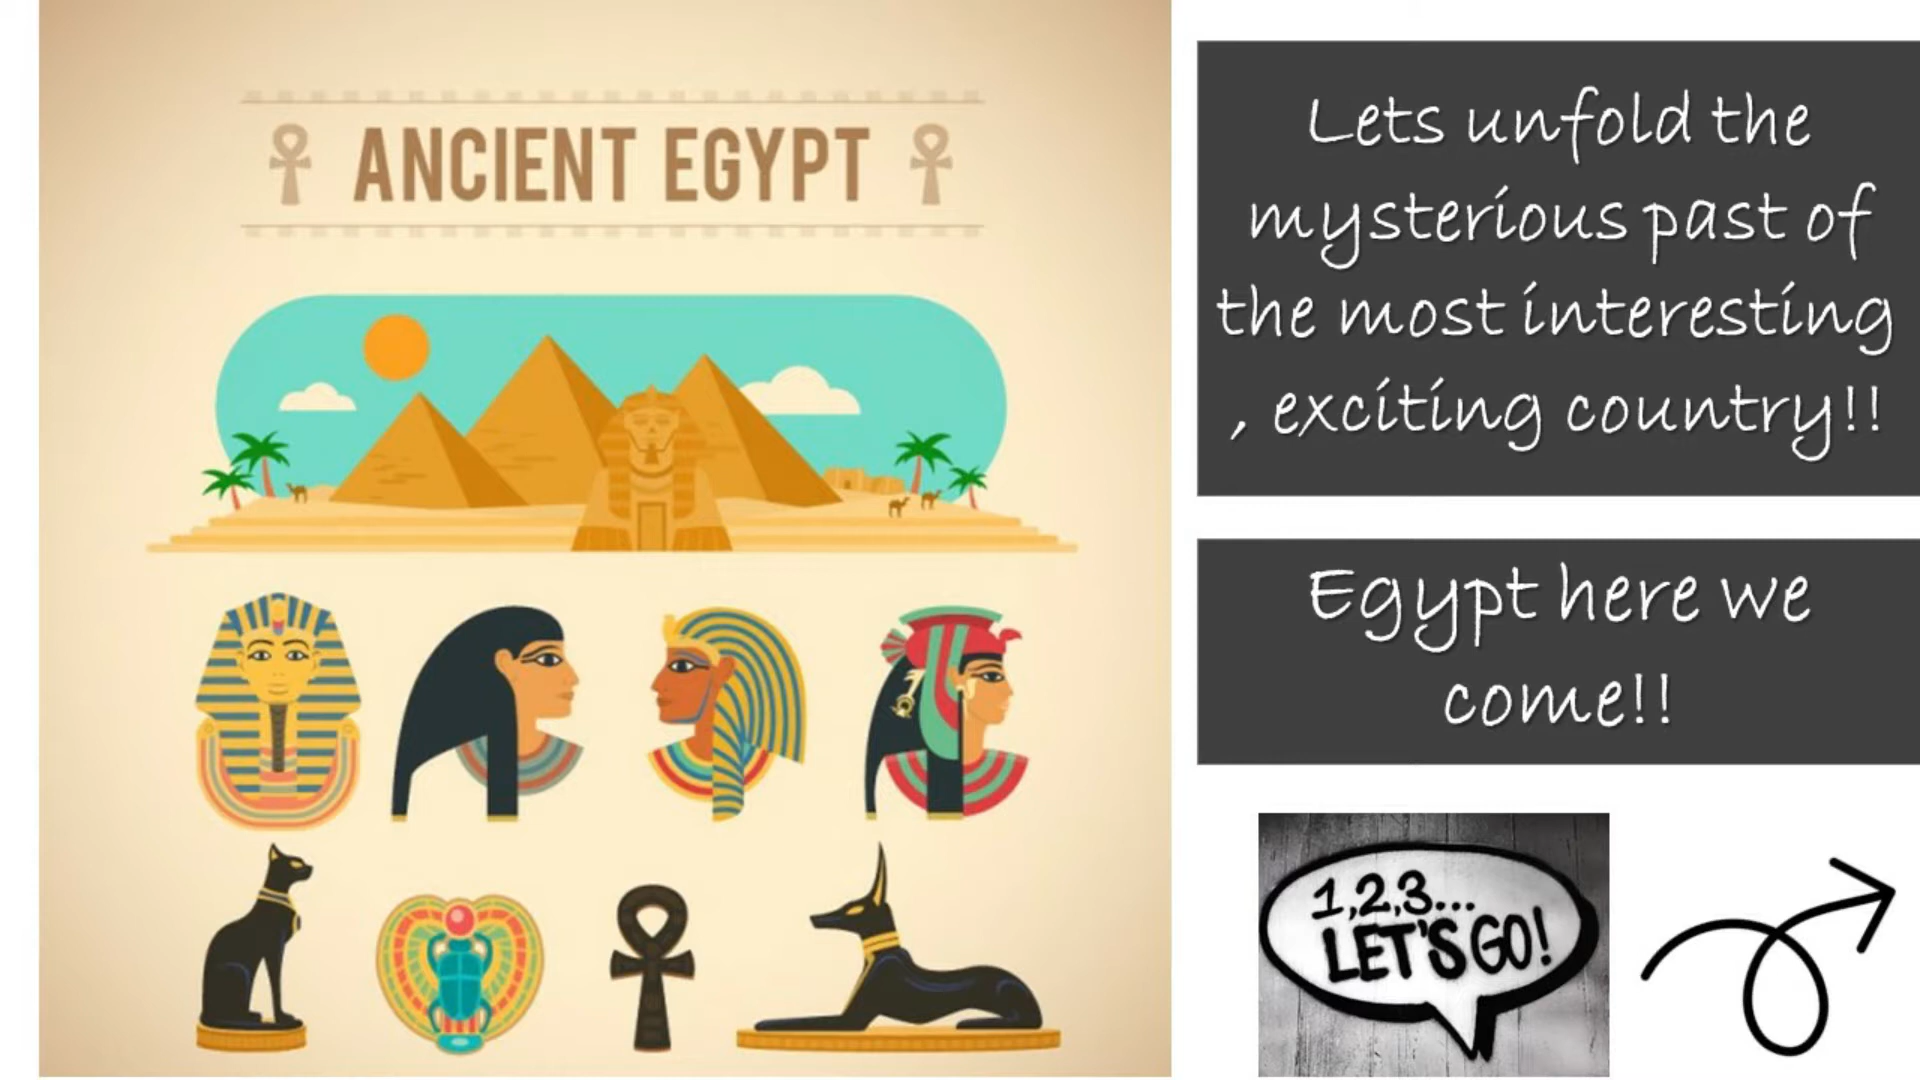 ANCIENT EGYPT
Lets unfold the
mysterious past of
the most interesting
, exciting country!!
Egypt here we
come!!
1,2,3...
LET'S GO!